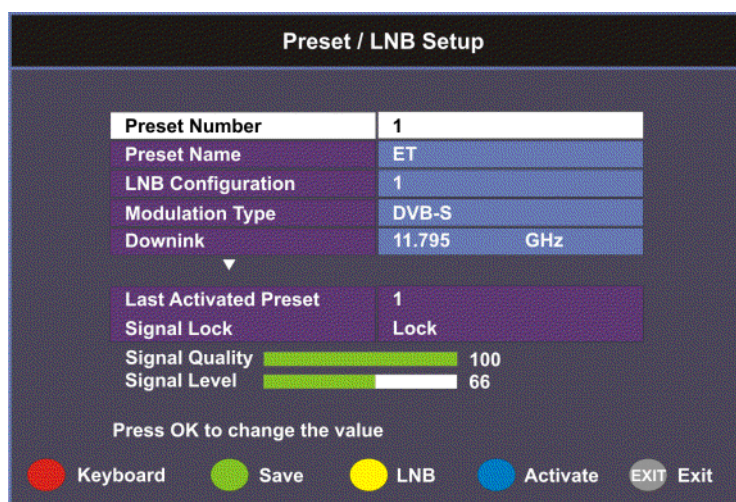 Preset / LNB Setup
Preset Number 1
Preset Name ET
LNB Configuration 1
Modulation Type DVB-S
Downink 11.795 GHz
Last Activated Preset 1
Signal Lock Lock
Signal Quality 100
Signal Level 66
Press OK to change the value
Keyboard Save LNB Activate EXIT Exit